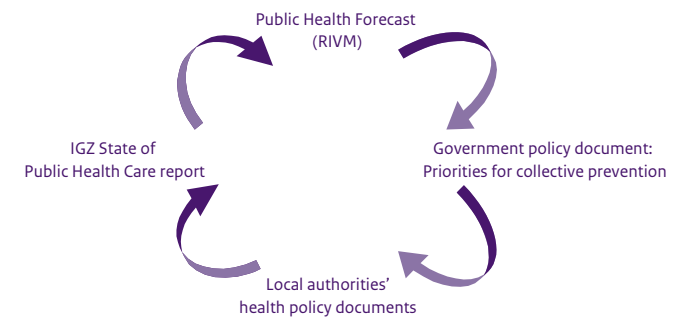 Public Health Forecast
(RIVM)
IGZ State of
Public Health Care report
Government policy document:
Priorities for collective prevention
Local authorities’
health policy documents